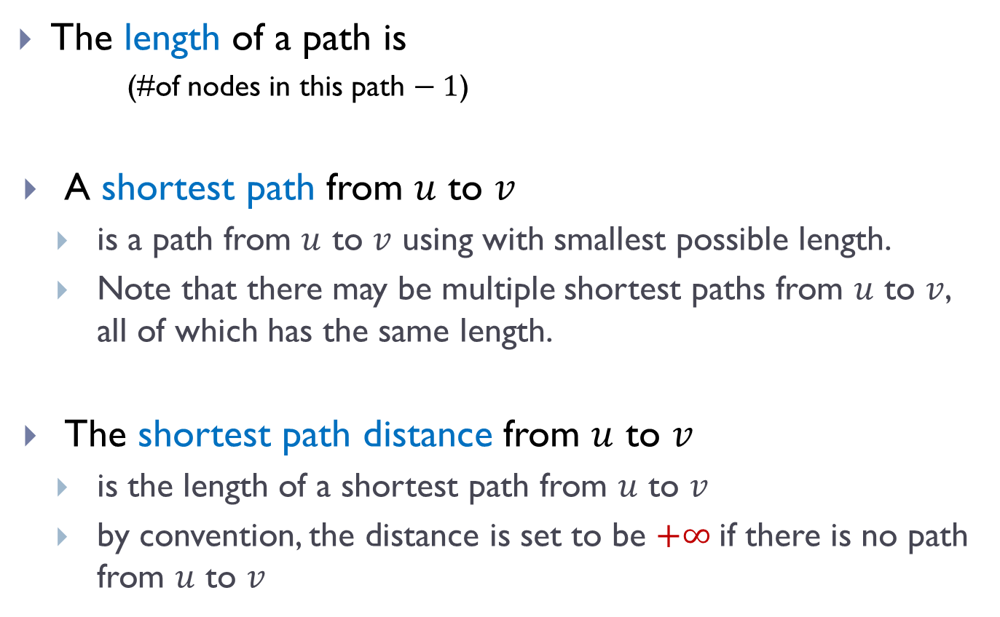 The length of a path is
(#of nodes in this path − 1)
A shortest path from 𝑢 to 𝑣
is a path from 𝑢 to 𝑣 using with smallest possible length.
Note that there may be multiple shortest paths from 𝑢 to 𝑣,
all of which has the same length.
The shortest path distance from 𝑢 to 𝑣
is the length of a shortest path from 𝑢 to 𝑣
by convention, the distance is set to be +∞ if there is no path
from 𝑢 to 𝑣